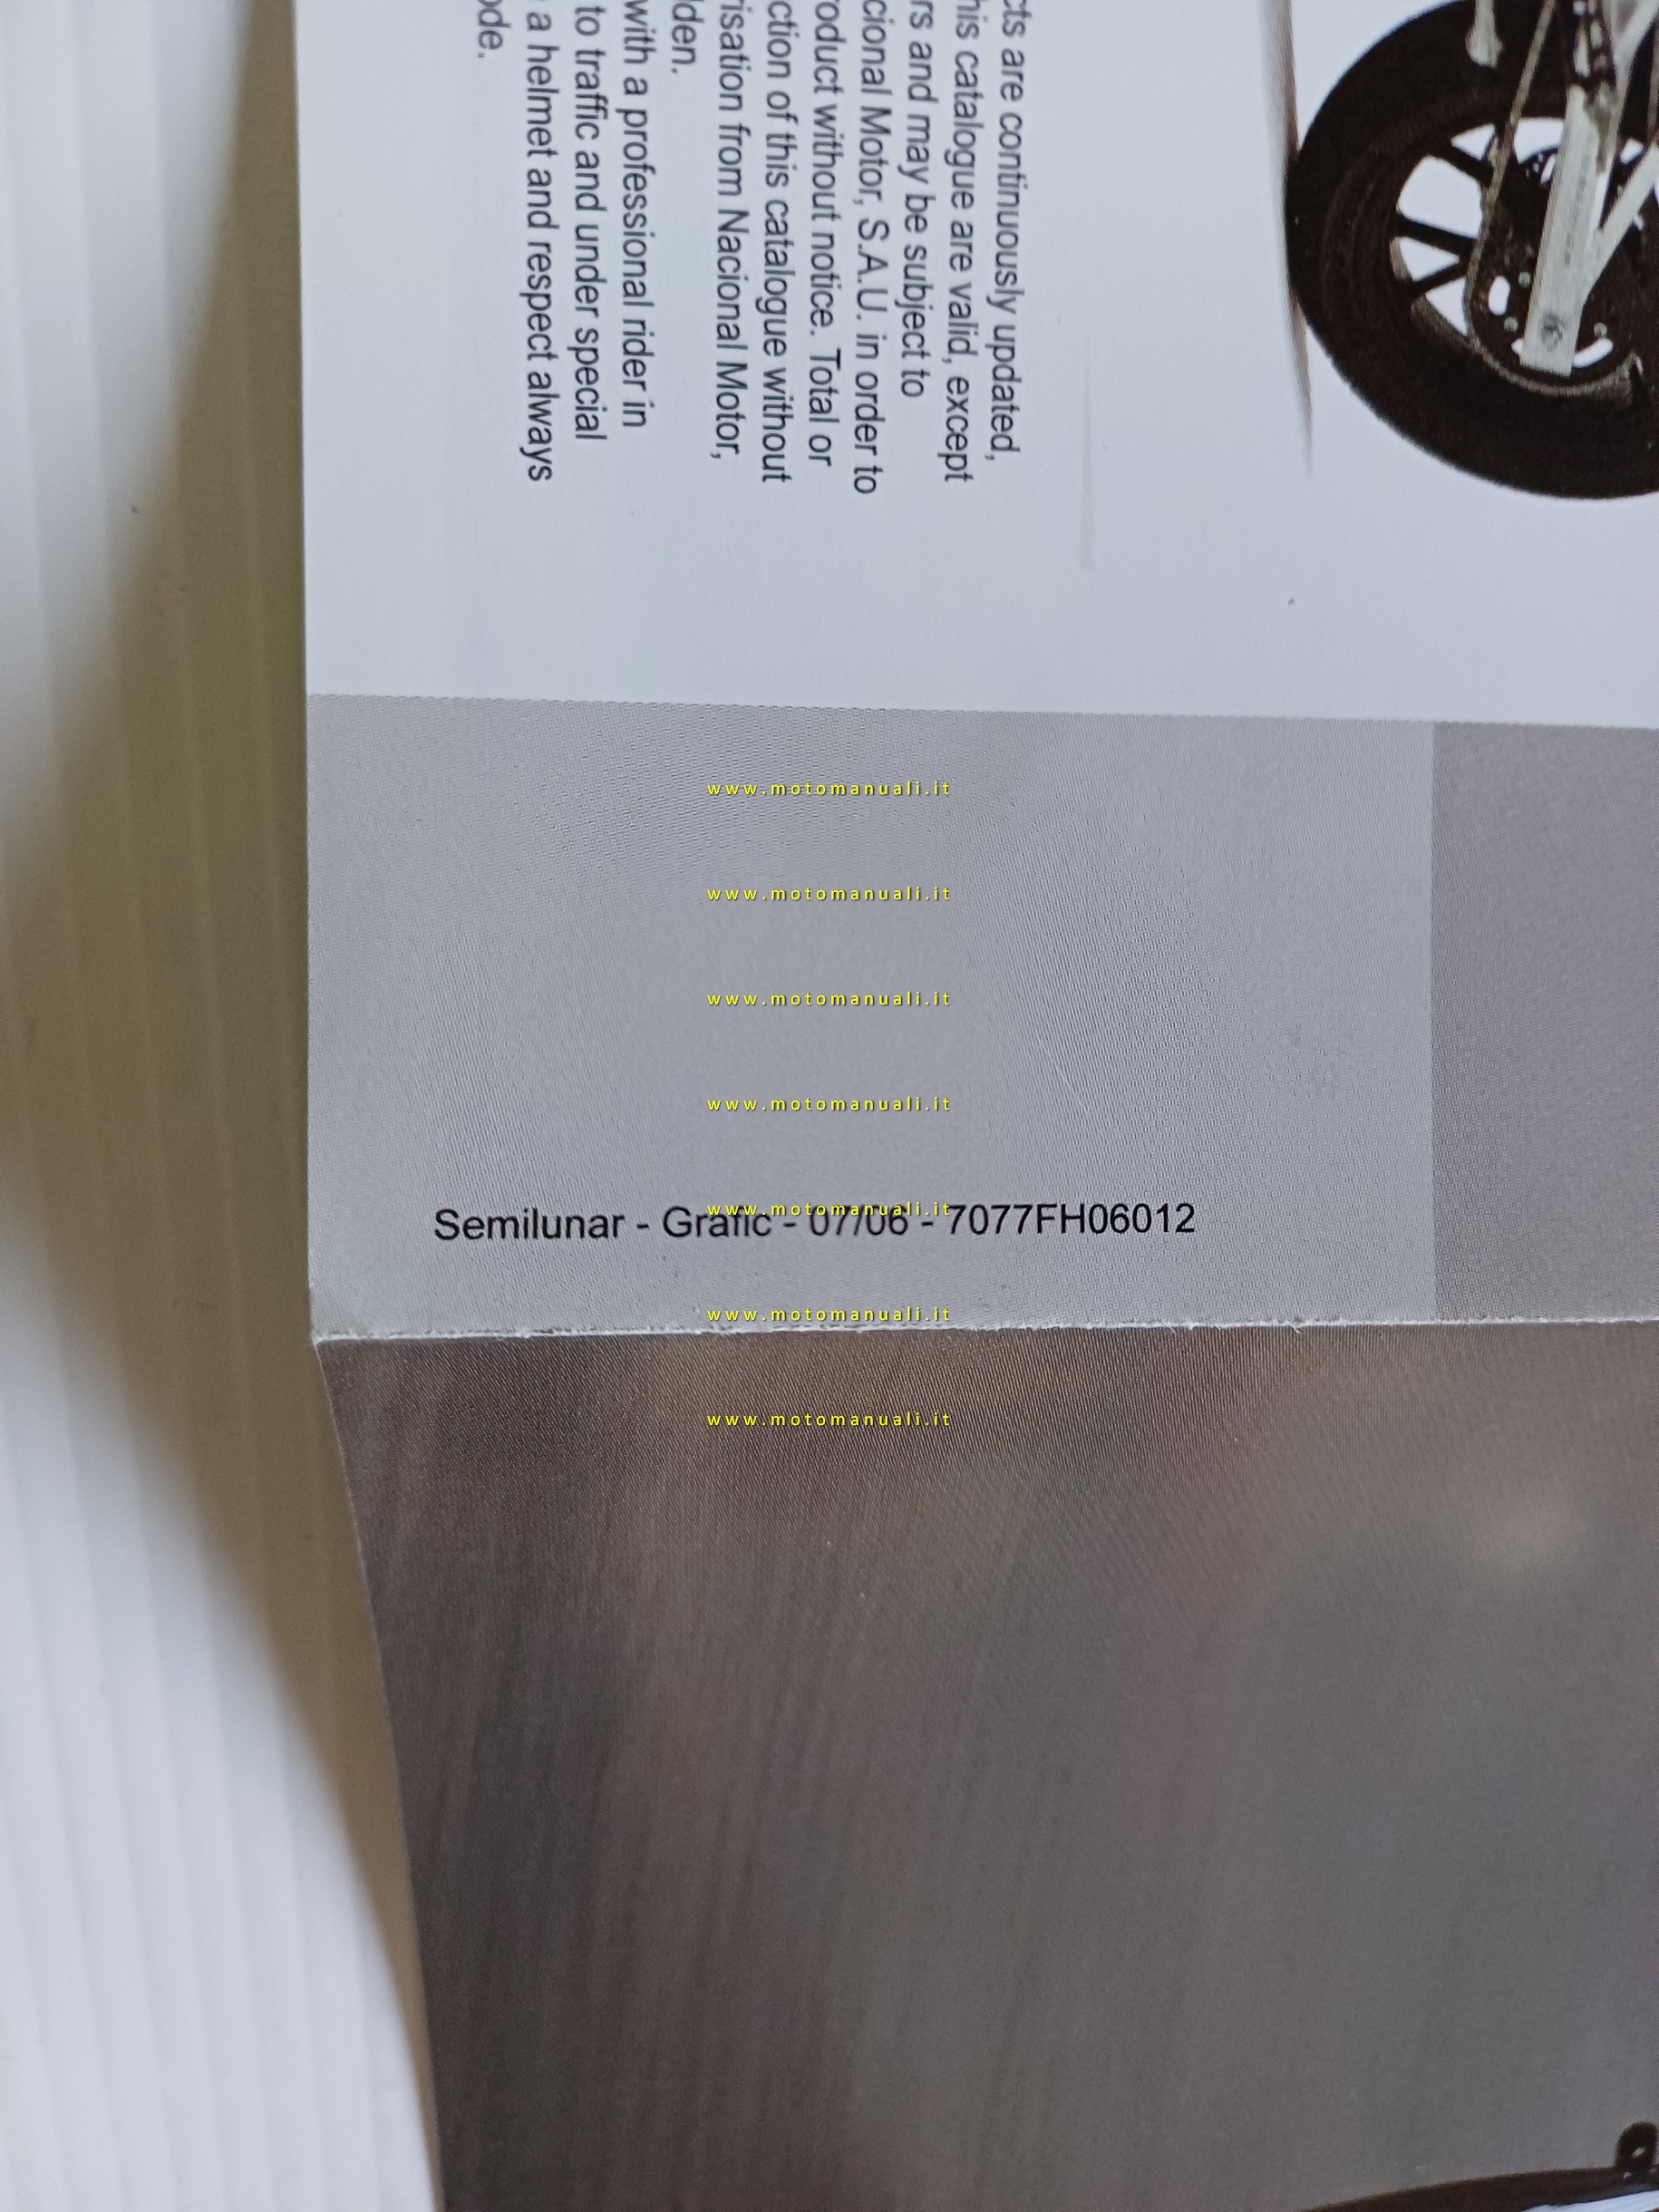 cts are continuously updated,
his catalogue are valid, except
rs and may be subject to
cional Motor, S.A.U. in order to
oduct without notice. Total or
ction of this catalogue without
isation from Nacional Motor,
dden.
with a professional rider in
to traffic and under special
a helmet and respect always
ode.
www.motomanuali.it
www.motomanuali.it
www.motomanuali.it
www.motomanuali.it
www.motomanuali.it
Semilunar - Grafic - 07/06 - 7077FH06012
www.motomanuali.it
www.motomanuali.it